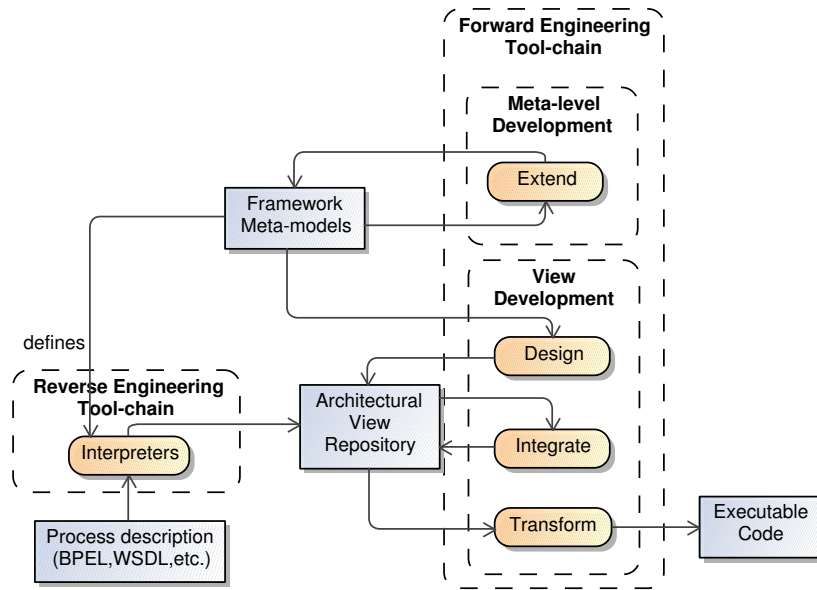 Forward Engineering
Tool-chain
Meta-level
Development
Extend
Framework
Meta-models
View
Development
defines
Design
Reverse Engineering
Tool-chain
Architectural
View
Repository
Interpreters
Integrate
Transform
Executable
Code
Process description
(BPEL,WSDL,etc.)